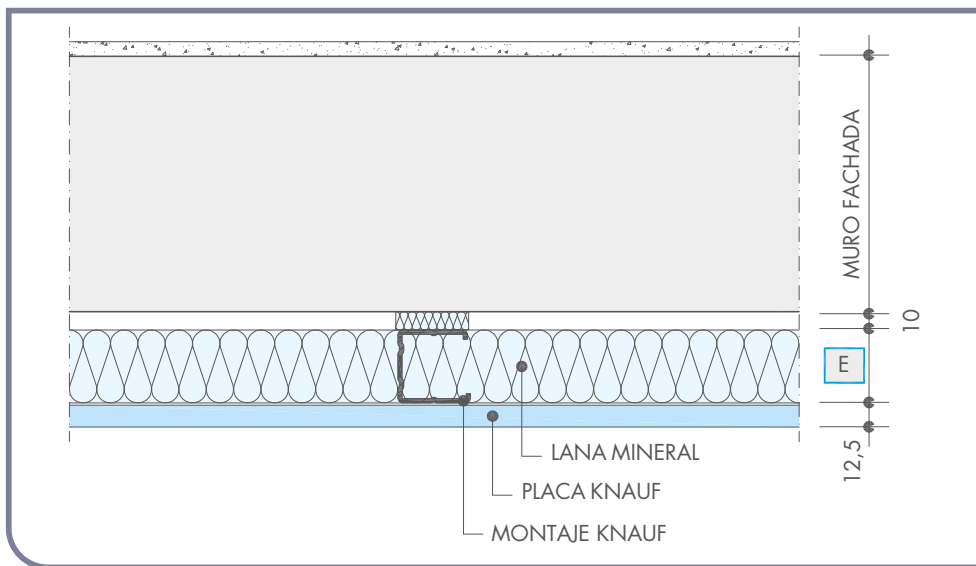 MURO FACHADA
10
E
12,5
LANA MINERAL
PLACA KNAUF
MONTAJE KNAUF